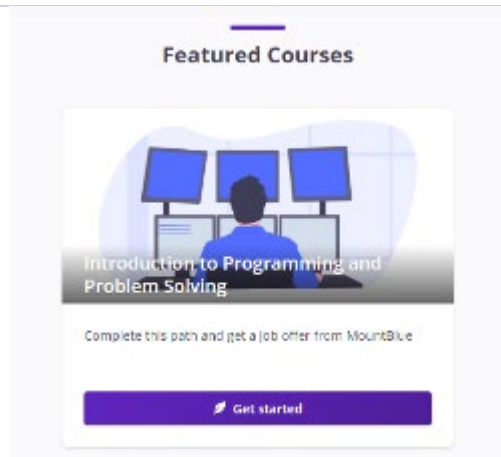 Featured Courses
Introduction to Programming and
Problem Solving
Complete this path and get a job offer from MountBlue
Get started